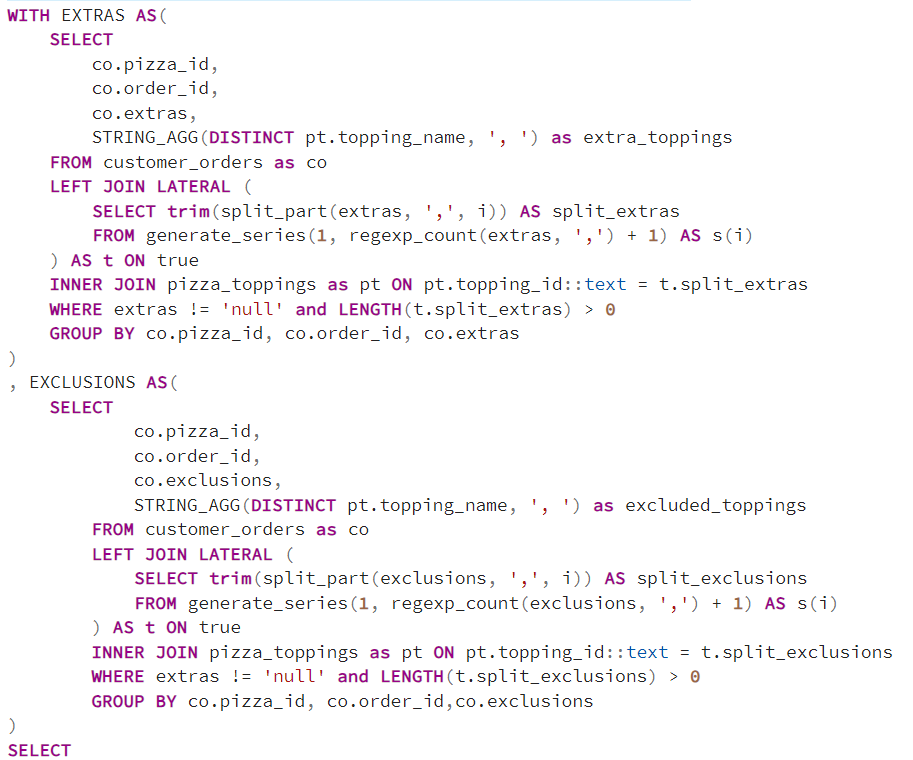 WITH EXTRAS AS(
    SELECT
        co.pizza_id,
        co.order_id,
        co.extras,
        STRING_AGG(DISTINCT pt.topping_name, ', ') as extra_toppings
    FROM customer_orders as co
    LEFT JOIN LATERAL (
        SELECT trim(split_part(extras, ',', i)) AS split_extras
        FROM generate_series(1, regexp_count(extras, ',') + 1) AS s(i)
    ) AS t ON true
    INNER JOIN pizza_toppings as pt ON pt.topping_id::text = t.split_extras
    WHERE extras != 'null' and LENGTH(t.split_extras) > 0
    GROUP BY co.pizza_id, co.order_id, co.extras
)
, EXCLUSIONS AS(
    SELECT
            co.pizza_id,
            co.order_id,
            co.exclusions,
            STRING_AGG(DISTINCT pt.topping_name, ', ') as excluded_toppings
        FROM customer_orders as co
        LEFT JOIN LATERAL (
            SELECT trim(split_part(exclusions, ',', i)) AS split_exclusions
            FROM generate_series(1, regexp_count(exclusions, ',') + 1) AS s(i)
        ) AS t ON true
        INNER JOIN pizza_toppings as pt ON pt.topping_id::text = t.split_exclusions
        WHERE extras != 'null' and LENGTH(t.split_exclusions) > 0
        GROUP BY co.pizza_id, co.order_id,co.exclusions
)
SELECT